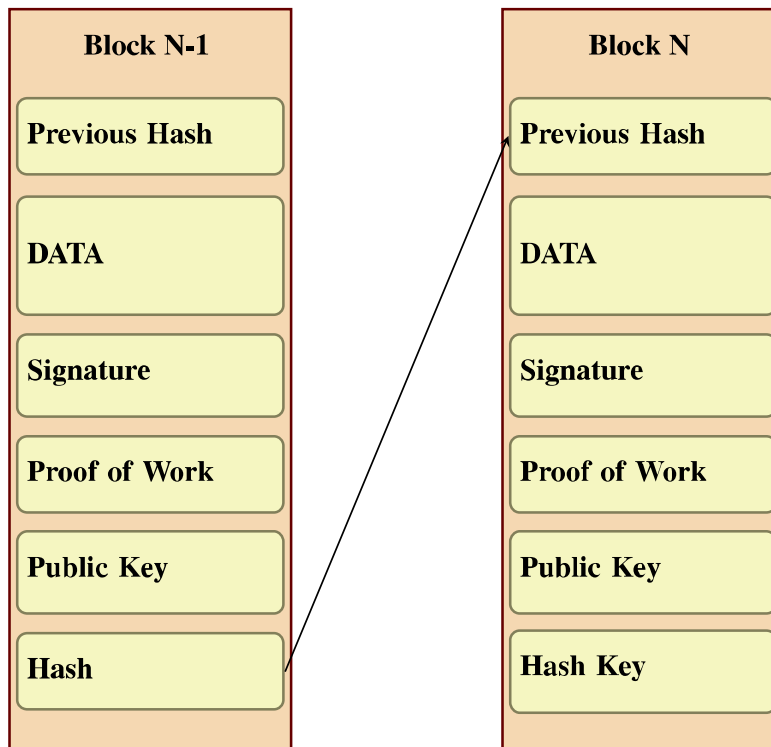 Block N-1
Previous Hash
DATA
Signature
Proof of Work
Public Key
Hash
Block N
Previous Hash
DATA
Signature
Proof of Work
Public Key
Hash Key